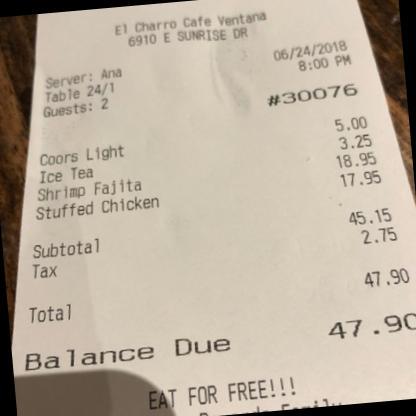 El Charro Cafe Ventana
6910 E SUNRISE DR
06/24/2018
Server: Ana 8:00 PM
Table 24/1
Guests: 2 #30076
Coors Light 5.00
Ice Tea 3.25
Shrimp Fajita 18.95
Stuffed Chicken 17.95
Subtotal 45.15
Tax 2.75
Total 47.90
Balance Due 47.90
EAT FOR FREE!!!